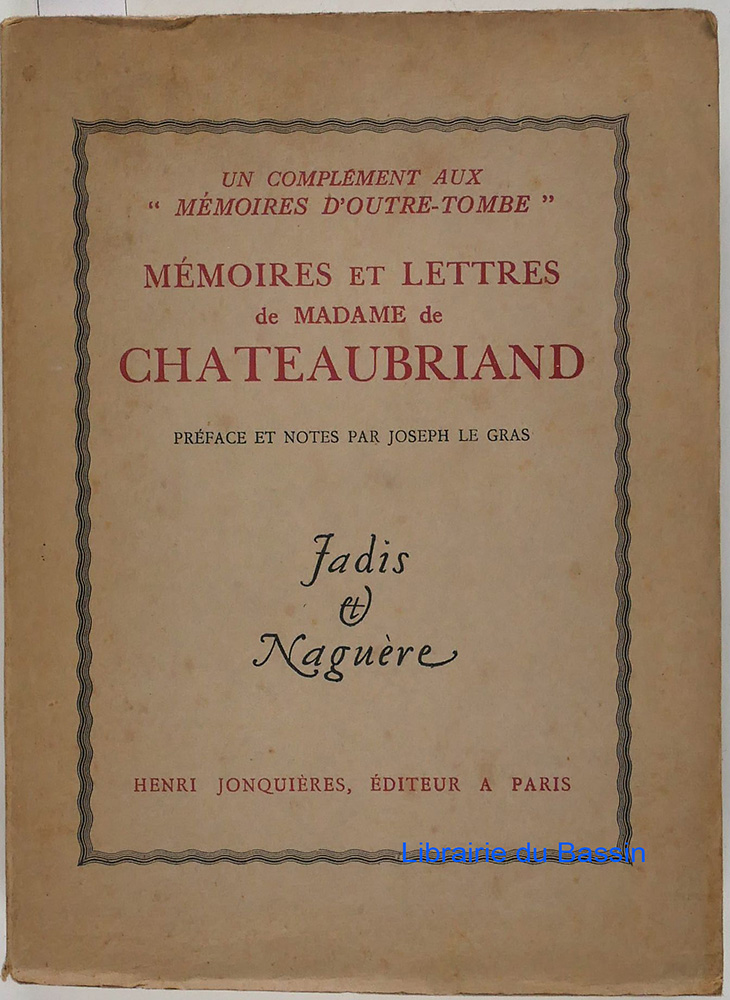 UN COMPLÉMENT AUX
“ MÉMOIRES D'OUTRE-TOMBE ”
MÉMOIRES ET LETTRES
de MADAME de
CHATEAUBRIAND
PRÉFACE ET NOTES PAR JOSEPH LE GRAS
Jadis
et
Naguère
HENRI JONQUIÈRES, ÉDITEUR A PARIS
Librairie du Bassin